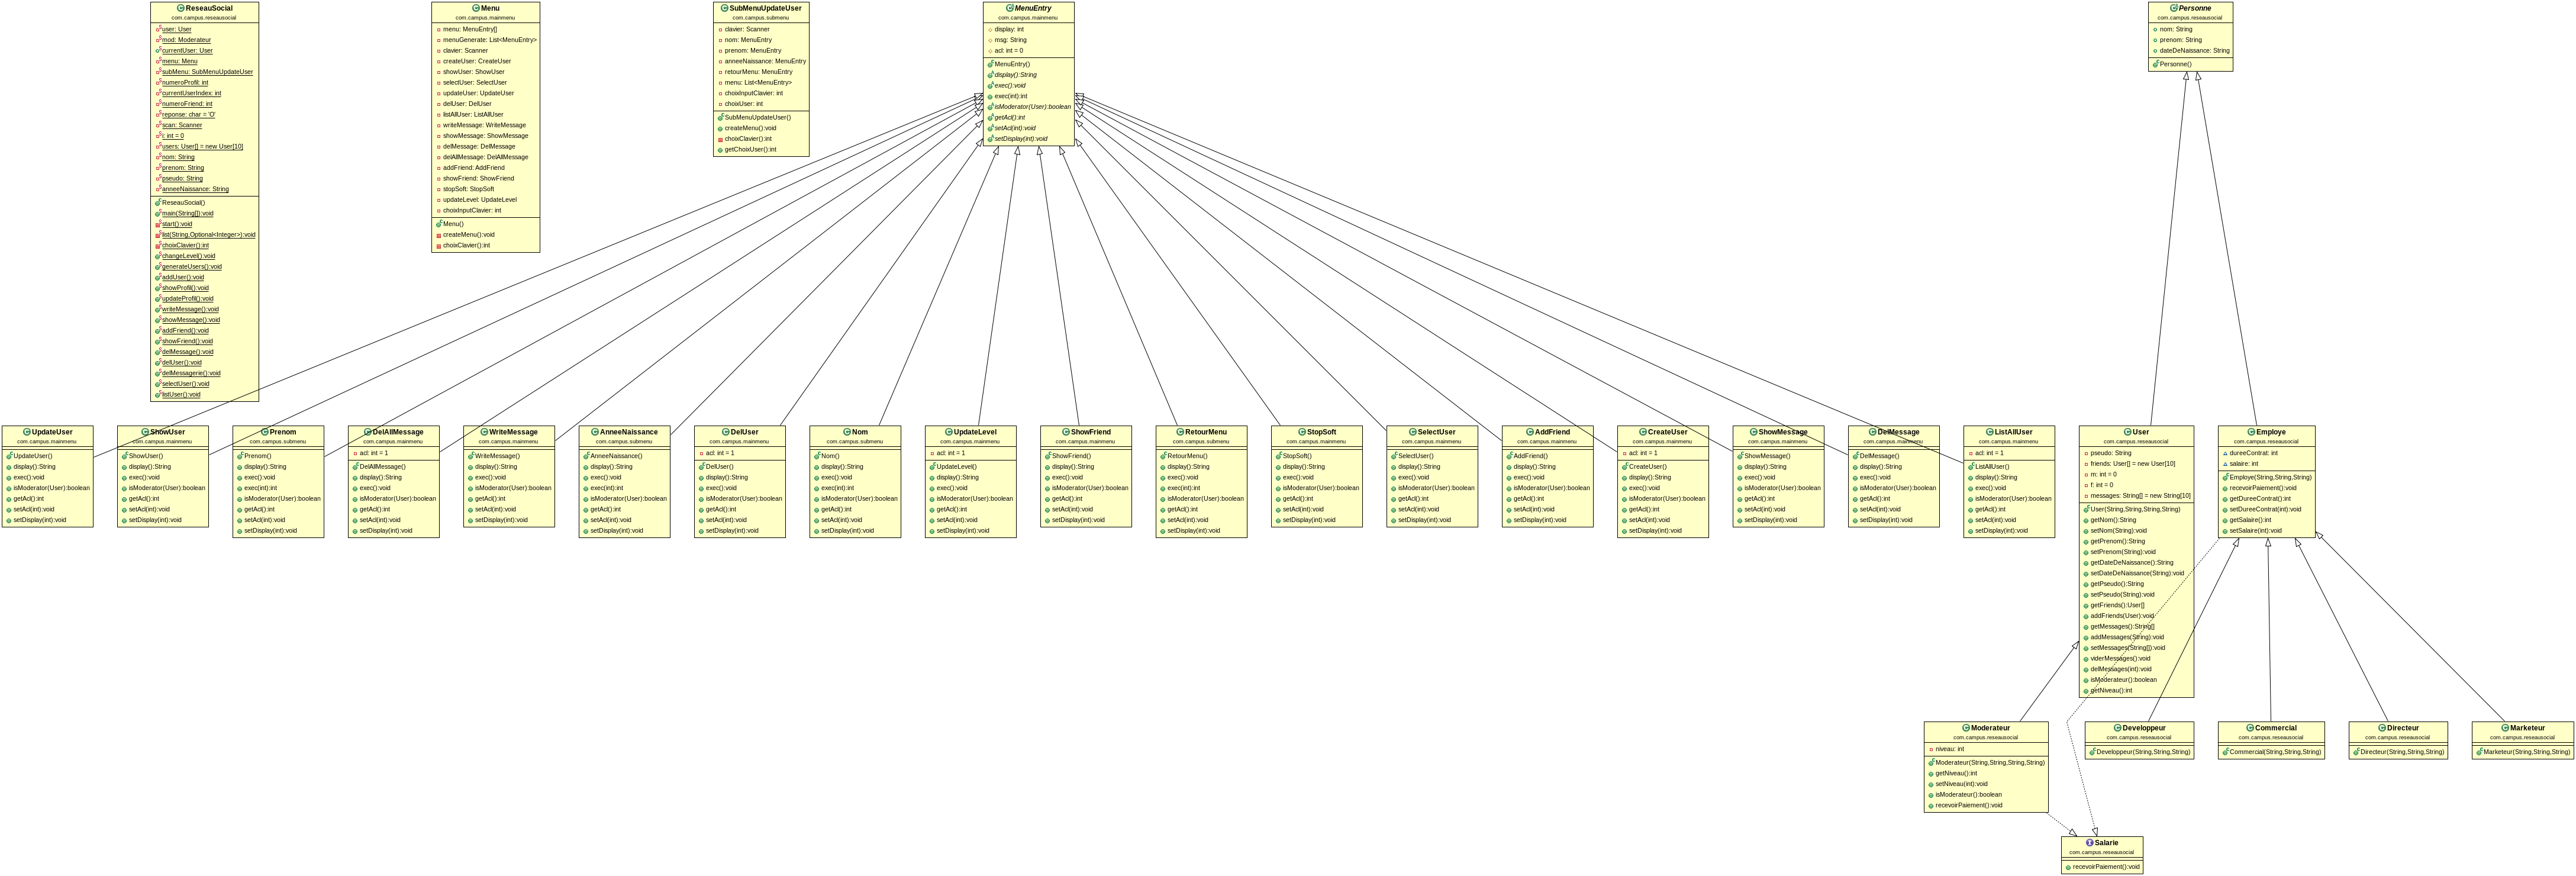 ReseauSocial
com.campus.reseausocial
user: User
mod: Moderateur
currentUser: User
menu: Menu
subMenu: SubMenuUpdateUser
numeroProfil: int
currentUserIndex: int
numeroFriend: int
reponse: char = 'O'
scan: Scanner
i: int = 0
users: User[] = new User[10]
nom: String
prenom: String
pseudo: String
anneeNaissance: String
ReseauSocial()
main(String[]):void
start():void
list(String,Optional<Integer>):void
choixClavier():int
changeLevel():void
generateUsers():void
addUser():void
showProfil():void
updateProfil():void
writeMessage():void
showMessage():void
addFriend():void
showFriend():void
delMessage():void
delUser():void
delMessagerie():void
selectUser():void
listUser():void
Menu
com.campus.mainmenu
menu: MenuEntry[]
menuGenerate: List<MenuEntry>
clavier: Scanner
createUser: CreateUser
showUser: ShowUser
selectUser: SelectUser
updateUser: UpdateUser
delUser: DelUser
listAllUser: ListAllUser
writeMessage: WriteMessage
showMessage: ShowMessage
delMessage: DelMessage
delAllMessage: DelAllMessage
addFriend: AddFriend
showFriend: ShowFriend
stopSoft: StopSoft
updateLevel: UpdateLevel
choixInputClavier: int
Menu()
createMenu():void
choixClavier():int
SubMenuUpdateUser
com.campus.submenu
clavier: Scanner
nom: MenuEntry
prenom: MenuEntry
anneeNaissance: MenuEntry
retourMenu: MenuEntry
menu: List<MenuEntry>
choixInputClavier: int
choixUser: int
SubMenuUpdateUser()
createMenu():void
choixClavier():int
getChoixUser():int
MenuEntry
com.campus.mainmenu
display: int
msg: String
acl: int = 0
MenuEntry()
display():String
exec():void
exec(int):int
isModerator(User):boolean
getAcl():int
setAcl(int):void
setDisplay(int):void
Personne
com.campus.reseausocial
nom: String
prenom: String
dateDeNaissance: String
Personne()
UpdateUser
com.campus.mainmenu
UpdateUser()
display():String
exec():void
isModerator(User):boolean
getAcl():int
setAcl(int):void
setDisplay(int):void
ShowUser
com.campus.mainmenu
ShowUser()
display():String
exec():void
isModerator(User):boolean
getAcl():int
setAcl(int):void
setDisplay(int):void
Prenom
com.campus.submenu
Prenom()
display():String
exec():void
exec(int):int
isModerator(User):boolean
getAcl():int
setAcl(int):void
setDisplay(int):void
DelAllMessage
com.campus.mainmenu
acl: int = 1
DelAllMessage()
display():String
exec():void
isModerator(User):boolean
getAcl():int
setAcl(int):void
setDisplay(int):void
WriteMessage
com.campus.mainmenu
WriteMessage()
display():String
exec():void
isModerator(User):boolean
getAcl():int
setAcl(int):void
setDisplay(int):void
AnneeNaissance
com.campus.submenu
AnneeNaissance()
display():String
exec():void
exec(int):int
isModerator(User):boolean
getAcl():int
setAcl(int):void
setDisplay(int):void
DelUser
com.campus.mainmenu
acl: int = 1
DelUser()
display():String
exec():void
isModerator(User):boolean
getAcl():int
setAcl(int):void
setDisplay(int):void
Nom
com.campus.submenu
Nom()
display():String
exec():void
exec(int):int
isModerator(User):boolean
getAcl():int
setAcl(int):void
setDisplay(int):void
UpdateLevel
com.campus.mainmenu
acl: int = 1
UpdateLevel()
display():String
exec():void
isModerator(User):boolean
getAcl():int
setAcl(int):void
setDisplay(int):void
ShowFriend
com.campus.mainmenu
ShowFriend()
display():String
exec():void
isModerator(User):boolean
getAcl():int
setAcl(int):void
setDisplay(int):void
RetourMenu
com.campus.submenu
RetourMenu()
display():String
exec():void
exec(int):int
isModerator(User):boolean
getAcl():int
setAcl(int):void
setDisplay(int):void
StopSoft
com.campus.mainmenu
StopSoft()
display():String
exec():void
isModerator(User):boolean
getAcl():int
setAcl(int):void
setDisplay(int):void
SelectUser
com.campus.mainmenu
SelectUser()
display():String
exec():void
isModerator(User):boolean
getAcl():int
setAcl(int):void
setDisplay(int):void
AddFriend
com.campus.mainmenu
AddFriend()
display():String
exec():void
isModerator(User):boolean
getAcl():int
setAcl(int):void
setDisplay(int):void
CreateUser
com.campus.mainmenu
acl: int = 1
CreateUser()
display():String
exec():void
isModerator(User):boolean
getAcl():int
setAcl(int):void
setDisplay(int):void
ShowMessage
com.campus.mainmenu
ShowMessage()
display():String
exec():void
isModerator(User):boolean
getAcl():int
setAcl(int):void
setDisplay(int):void
DelMessage
com.campus.mainmenu
DelMessage()
display():String
exec():void
isModerator(User):boolean
getAcl():int
setAcl(int):void
setDisplay(int):void
ListAllUser
com.campus.mainmenu
acl: int = 1
ListAllUser()
display():String
exec():void
isModerator(User):boolean
getAcl():int
setAcl(int):void
setDisplay(int):void
User
com.campus.reseausocial
pseudo: String
friends: User[] = new User[10]
m: int = 0
f: int = 0
messages: String[] = new String[10]
User(String,String,String,String)
getNom():String
setNom(String):void
getPrenom():String
setPrenom(String):void
getDateDeNaissance():String
setDateDeNaissance(String):void
getPseudo():String
setPseudo(String):void
getFriends():User[]
addFriends(User):void
getMessages():String[]
addMessages(String):void
setMessages(String[]):void
viderMessages():void
delMessages(int):void
isModerateur():boolean
getNiveau():int
Employe
com.campus.reseausocial
dureeContrat: int
salaire: int
Employe(String,String,String)
recevoirPaiement():void
getDureeContrat():int
setDureeContrat(int):void
getSalaire():int
setSalaire(int):void
Moderateur
com.campus.reseausocial
niveau: int
Moderateur(String,String,String,String)
getNiveau():int
setNiveau(int):void
isModerateur():boolean
recevoirPaiement():void
Developpeur
com.campus.reseausocial
Developpeur(String,String,String)
Commercial
com.campus.reseausocial
Commercial(String,String,String)
Directeur
com.campus.reseausocial
Directeur(String,String,String)
Marketeur
com.campus.reseausocial
Marketeur(String,String,String)
Salarie
com.campus.reseausocial
recevoirPaiement():void